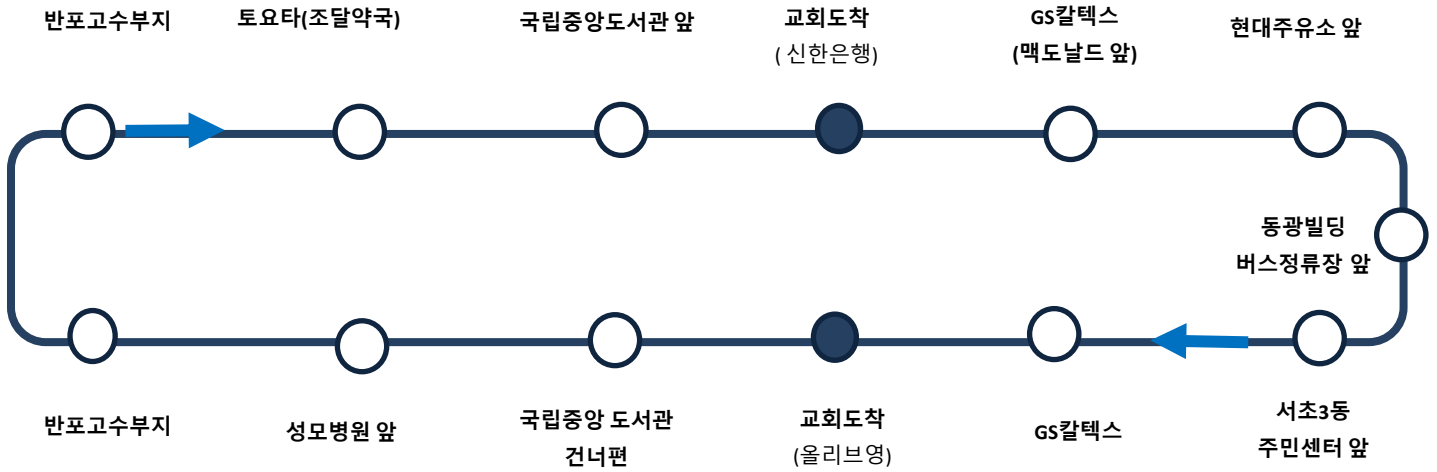 반포고수부지
토요타(조달약국)
국립중앙도서관 앞
교회도착
( 신한은행)
GS칼텍스
(맥도날드 앞)
현대주유소 앞
동광빌딩
버스정류장 앞
반포고수부지
성모병원 앞
국립중앙 도서관
건너편
교회도착
(올리브영)
GS칼텍스
서초3동
주민센터 앞